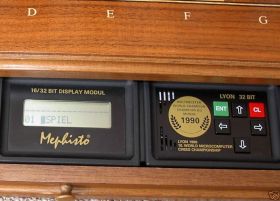 D E F G
16/32 BIT DISPLAY MODUL
01 SPIEL
Mephisto
LYON 32 BIT
1990
ENT
CL
LYON 1990
10. WORLD MICROCOMPUTER
CHESS CHAMPIONSHIP